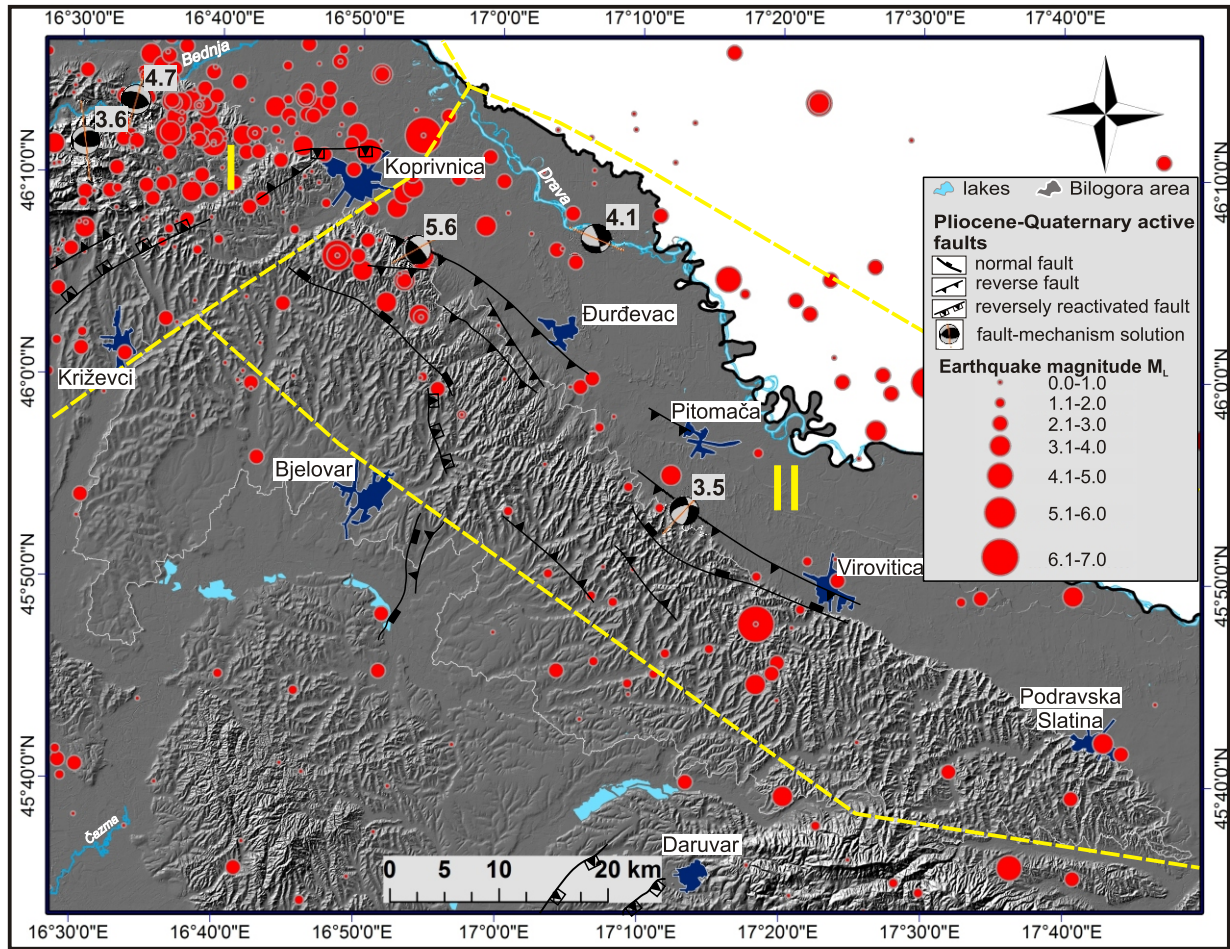 16°30'0"E 16°40'0"E 16°50'0"E 17°0'0"E 17°10'0"E 17°20'0"E 17°30'0"E 17°40'0"E
Bednja
4.7
3.6
46°10'0"N
46°10'0"N
I
Koprivnica
Drava
lakes
Bilogora area
5.6
4.1
Pliocene-Quaternary active
faults
normal fault
reverse fault
reversely reactivated fault
fault-mechanism solution
Đurđevac
46°0'0"N
46°0'0"N
Križevci
Earthquake magnitude ML
0.0-1.0
1.1-2.0
2.1-3.0
3.1-4.0
4.1-5.0
5.1-6.0
6.1-7.0
Pitomača
Bjelovar
II
3.5
45°50'0"N
45°50'0"N
Virovitica
Podravska
Slatina
45°40'0"N
45°40'0"N
Čazma
Daruvar
0 5 10 20 km
16°30'0"E 16°40'0"E 16°50'0"E 17°0'0"E 17°10'0"E 17°20'0"E 17°30'0"E 17°40'0"E